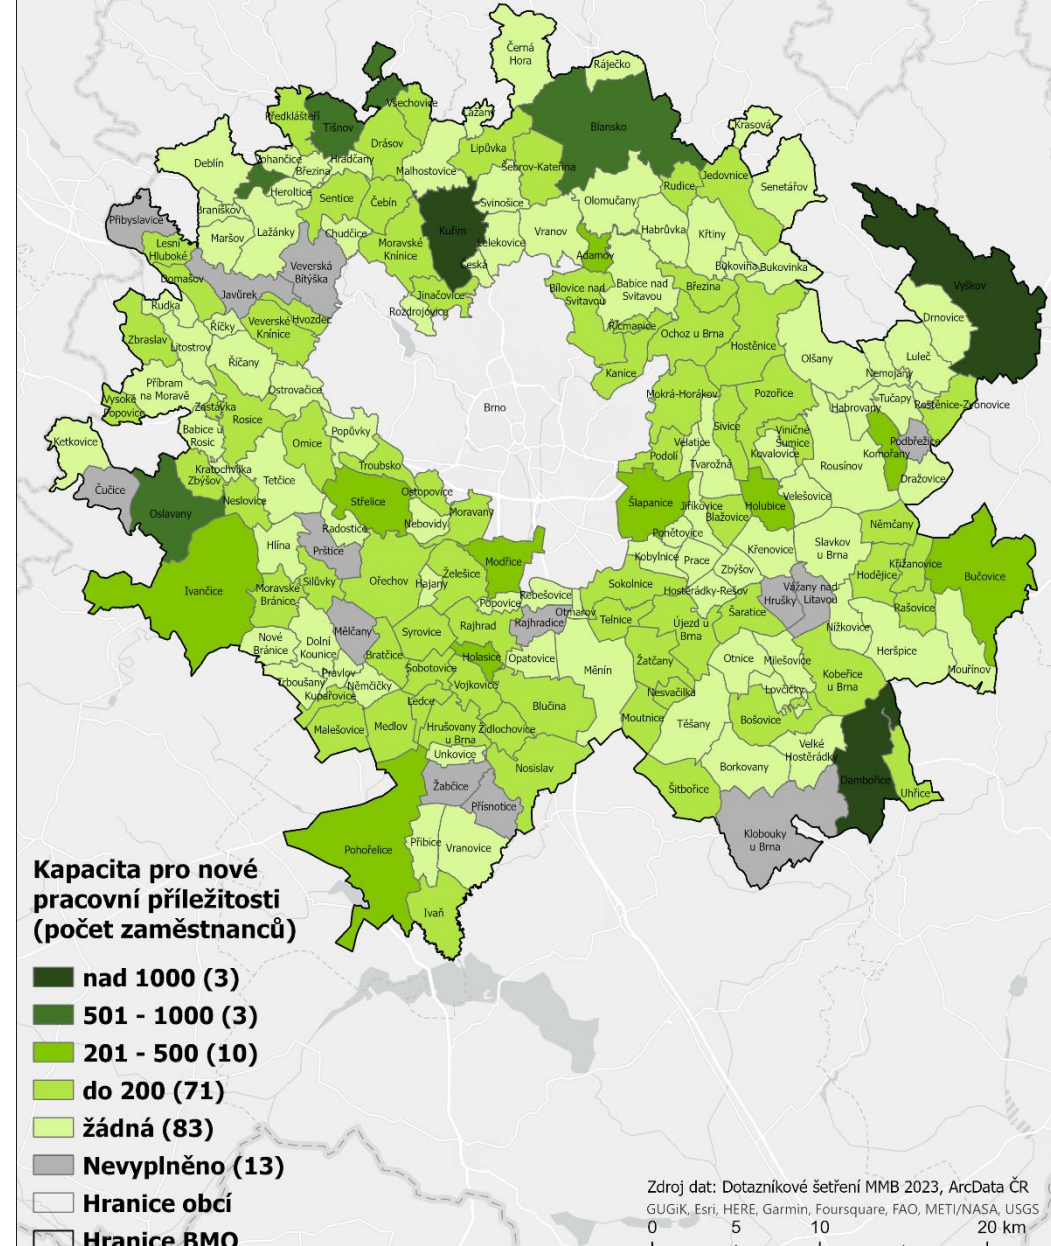 Černá
Hora
Ráječko
Lažany
Všechovice
Předklášteří
Tišnov
Blansko
Krasová
Drásov
Lipůvka
Deblín
Hradčany
Březina
Malhostovice
Šebrov-Kateřina
Rudice
Jedovnice
Senetářov
Heroltice
Sentice
Čebín
Svinošice
Olomučany
Braníškov
Přibyslavice
Maršov
Lažánky
Chudčice
Kuřim
Vranov
Habrůvka
Křtiny
Lesní
Hluboké
Moravské
Knínice
Lelekovice
Adamov
Veverská
Bítýška
Česká
Bukovina
Bukovinka
Domašov
Javůrek
Jinačovice
Bílovice nad
Svitavou
Babice nad
Svitavou
Březina
Vyškov
Rudka
Rozdrojovice
Drnovice
Říčky
Veverské
Knínice
Hvozdec
Řícmanice
Ochoz u Brna
Zbraslav
Litostrov
Hostěnice
Říčany
Olšany
Luleč
Kanice
Nemojany
Příbram
na Moravě
Ostrovačice
Mokrá-Horákov
Pozořice
Vysoké
Popovice
Zastávka
Brno
Habrovany
Tučapy
Rostěnice-Zvonovice
Rosice
Babice u
Rosic
Popůvky
Sivice
Viničné
Šumice
Ketkovice
Omice
Velatice
Podbřežice
Kovalovice
Komořany
Troubsko
Podolí
Tvarožná
Rousínov
Kratochvilka
Zbýšov
Tetčice
Dražovice
Čučice
Ostopovice
Neslovice
Střelice
Šlapanice
Jiříkovice
Holubice
Velešovice
Oslavany
Moravany
Blažovice
Radostice
Nebovidy
Němčany
Ponětovice
Hlína
Prštice
Slavkov
u Brna
Kobylnice
Prace
Křenovice
Modřice
Zbýšov
Křižanovice
Želešice
Hodějice
Bučovice
Silůvky
Ořechov
Hajany
Sokolnice
Ivančice
Moravské
Bránice
Rebešovice
Hostěrádky-Rešov
Vážany nad
Litavou
Popovice
Hrušky
Otmarov
Šaratice
Rašovice
Rajhradice
Telnice
Rajhrad
Újezd u
Brna
Mělčany
Syrovice
Nížkovice
Nové
Bránice
Dolní
Kounice
Bratčice
Holasice
Opatovice
Žatčany
Otnice
Milešovice
Heršpice
Sobotovice
Měnín
Mouřínov
Pravlov
Kobeřice
u Brna
Trboušany
Němčičky
Vojkovice
Nesvačilka
Lovčičky
Kupařovice
Ledce
Blučina
Moutnice
Malešovice
Medlov
Hrušovany
u Brna
Židlochovice
Těšany
Bošovice
Velké
Hostěrádky
Unkovice
Nosislav
Borkovany
Žabčice
Dambořice
Šitbořice
Uhřice
Přísnotice
Klobouky
u Brna
Přibice
Vranovice
Pohořelice
Ivaň
Kapacita pro nové
pracovní příležitosti
(počet zaměstnanců)
nad 1000 (3)
501 - 1000 (3)
201 - 500 (10)
do 200 (71)
žádná (83)
Nevyplněno (13)
Hranice obcí
Hranice BMO
Zdroj dat: Dotazníkové šetření MMB 2023, ArcData ČR
GUGiK, Esri, HERE, Garmin, Foursquare, FAO, METI/NASA, USGS
0 5 10 20 km